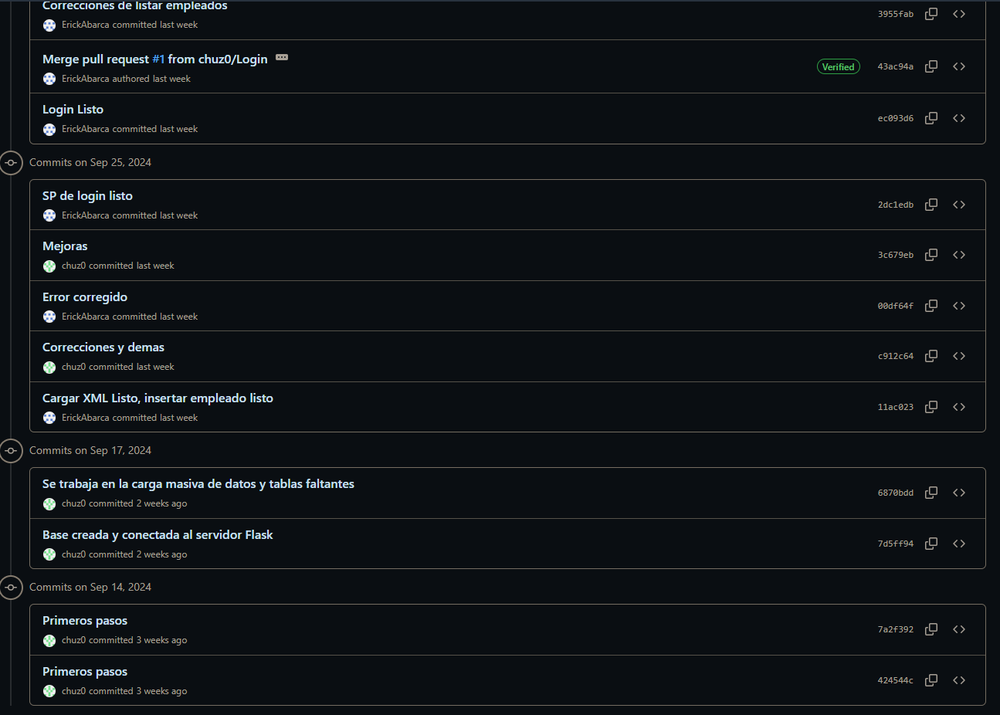 Correcciones de listar empleados
ErickAbarca committed last week
3955fab
Merge pull request #1 from chuz0/Login
ErickAbarca authored last week
Verified
43ac94a
Login Listo
ErickAbarca committed last week
ec093d6
Commits on Sep 25, 2024
SP de login listo
ErickAbarca committed last week
2dc1edb
Mejoras
chuz0 committed last week
3c679eb
Error corregido
ErickAbarca committed last week
00df64f
Correcciones y demas
chuz0 committed last week
c912c64
Cargar XML Listo, insertar empleado listo
ErickAbarca committed last week
11ac023
Commits on Sep 17, 2024
Se trabaja en la carga masiva de datos y tablas faltantes
chuz0 committed 2 weeks ago
6870bdd
Base creada y conectada al servidor Flask
chuz0 committed 2 weeks ago
7d5ff94
Commits on Sep 14, 2024
Primeros pasos
chuz0 committed 3 weeks ago
7a2f392
Primeros pasos
chuz0 committed 3 weeks ago
424544c